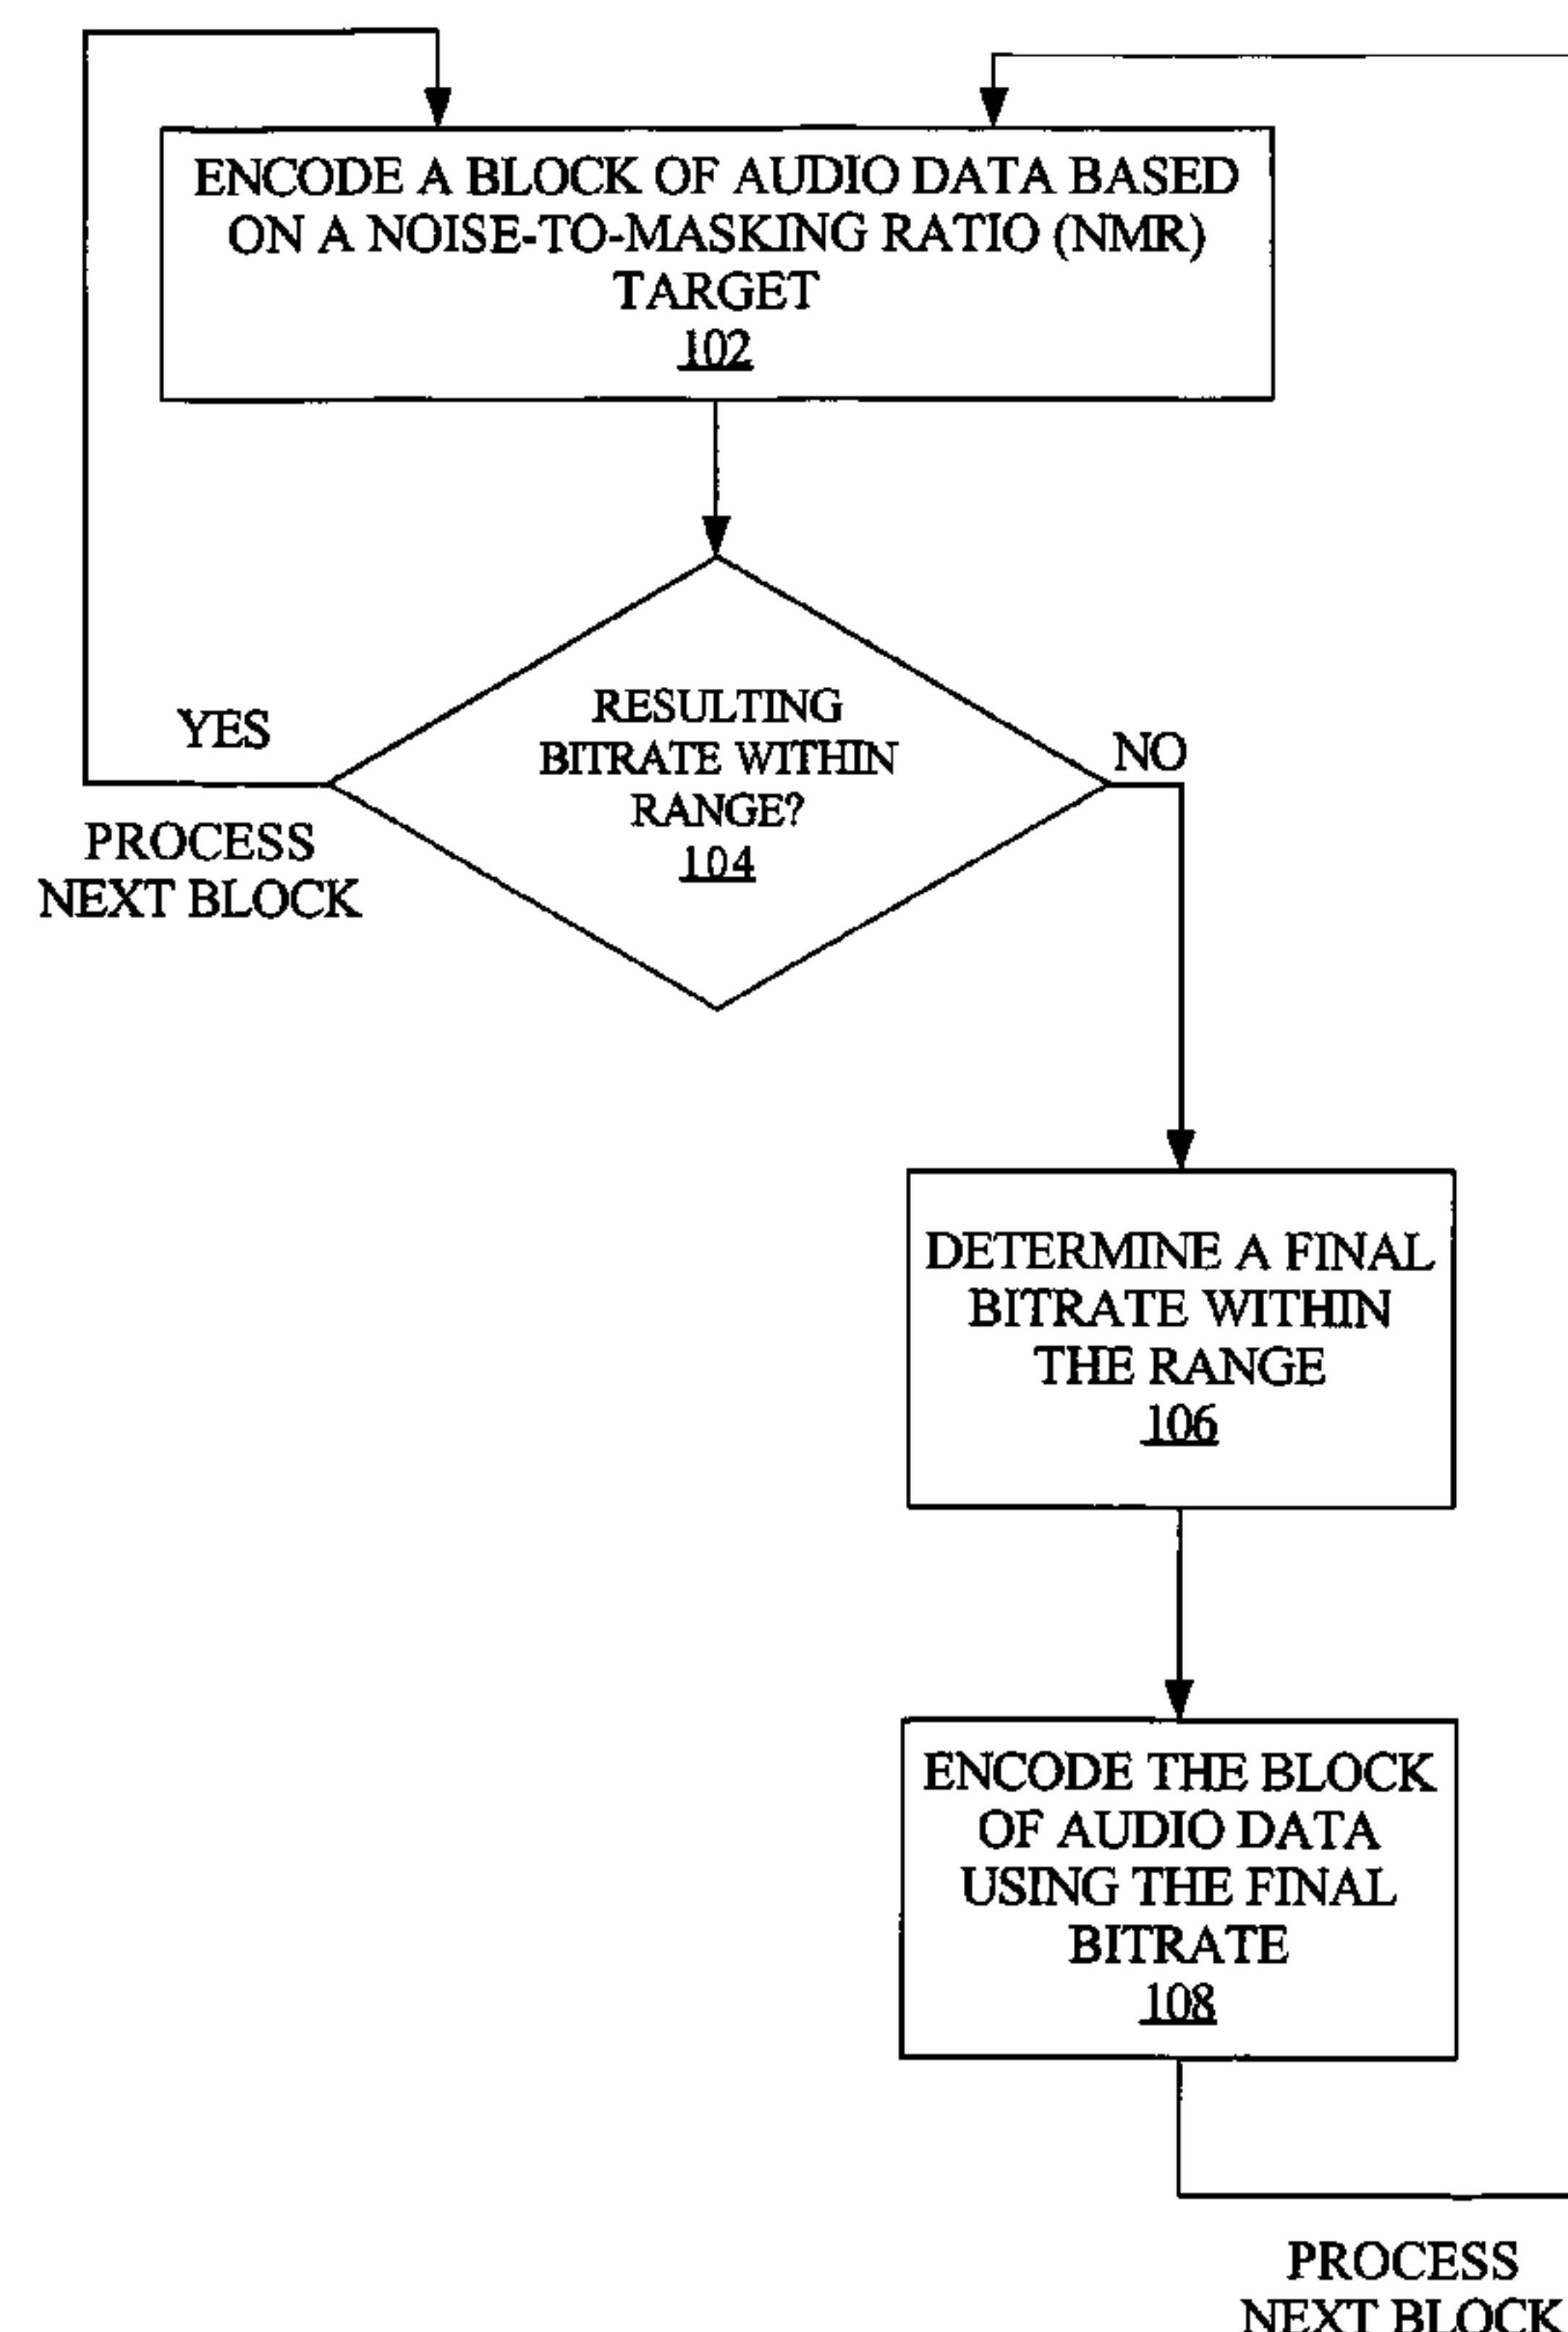 ENCODE A BLOCK OF AUDIO DATA BASED
ON A NOISE-TO-MASKING RATIO (NMR)
TARGET
102
RESULTING
BITRATE WITHIN
RANGE?
104
YES
PROCESS
NEXT BLOCK
NO
DETERMINE A FINAL
BITRATE WITHIN
THE RANGE
106
ENCODE THE BLOCK
OF AUDIO DATA
USING THE FINAL
BITRATE
108
PROCESS
NEXT BLOCK